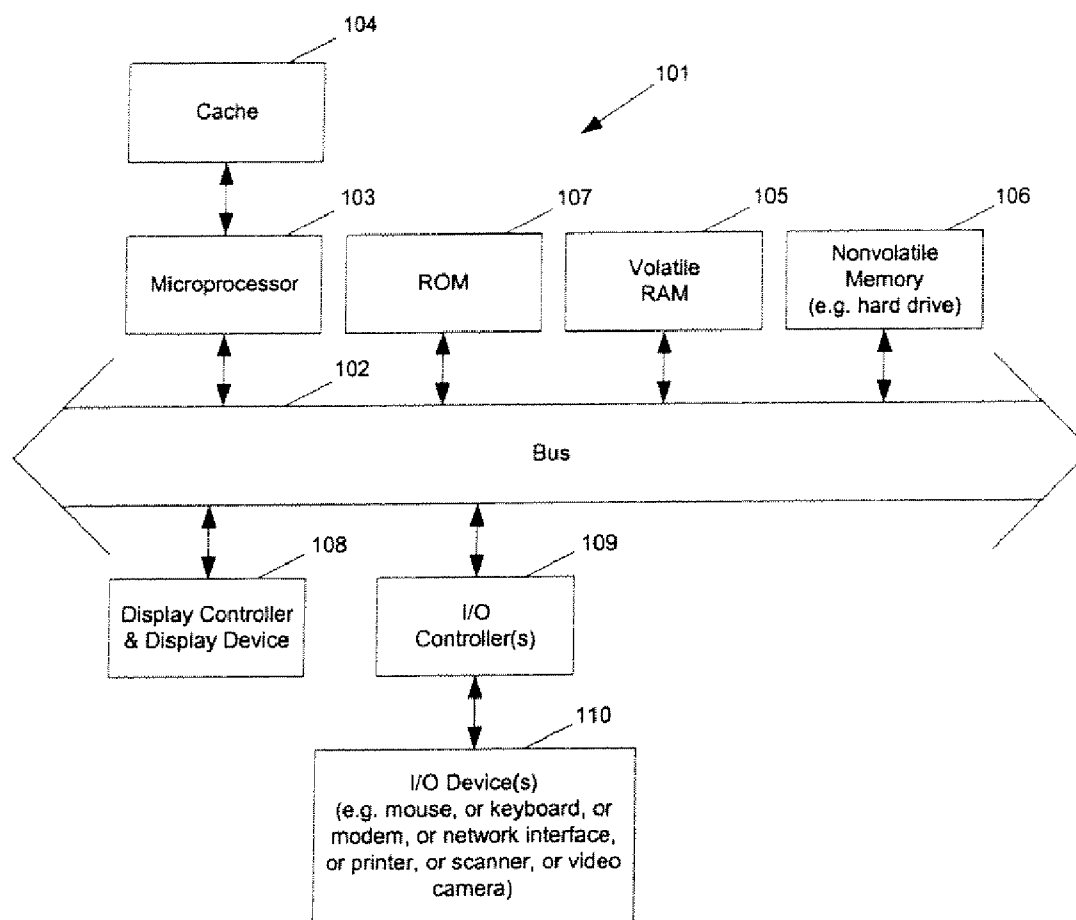 104
Cache
101
103
Microprocessor
107
ROM
105
Volatile
RAM
106
Nonvolatile
Memory
(e.g. hard drive)
102
Bus
108
Display Controller
& Display Device
109
I/O
Controller(s)
110
I/O Device(s)
(e.g. mouse, or keyboard, or
modem, or network interface,
or printer, or scanner, or video
camera)